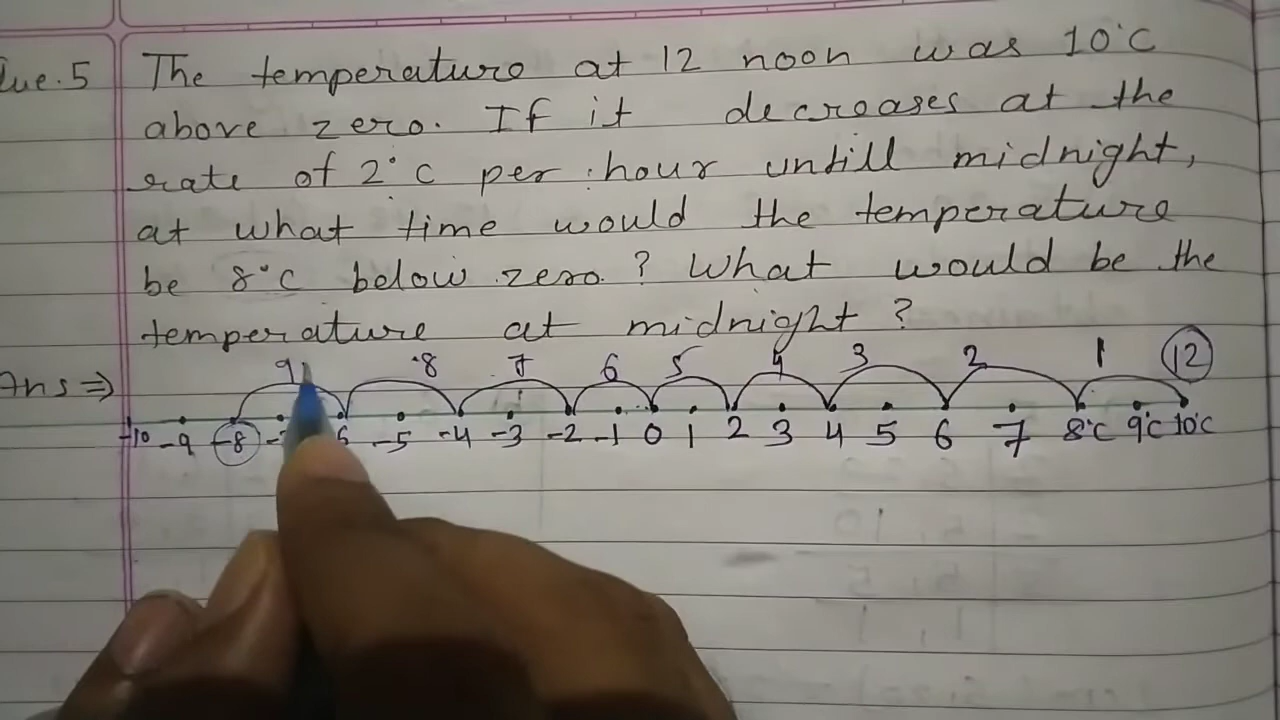 Que.5 The temperature at 12 noon was 10°C
above zero. If it decreases at the
rate of 2°C per hour untill midnight,
at what time would the temperature
be 8°C below zero? What would be the
temperature at midnight?
9 8 7 6 5 4 3 2 1 12
Ans ⇒
-10 -9 -8 -5 -4 -3 -2 -1 0 1 2 3 4 5 6 7 8°C 9°C 10°C